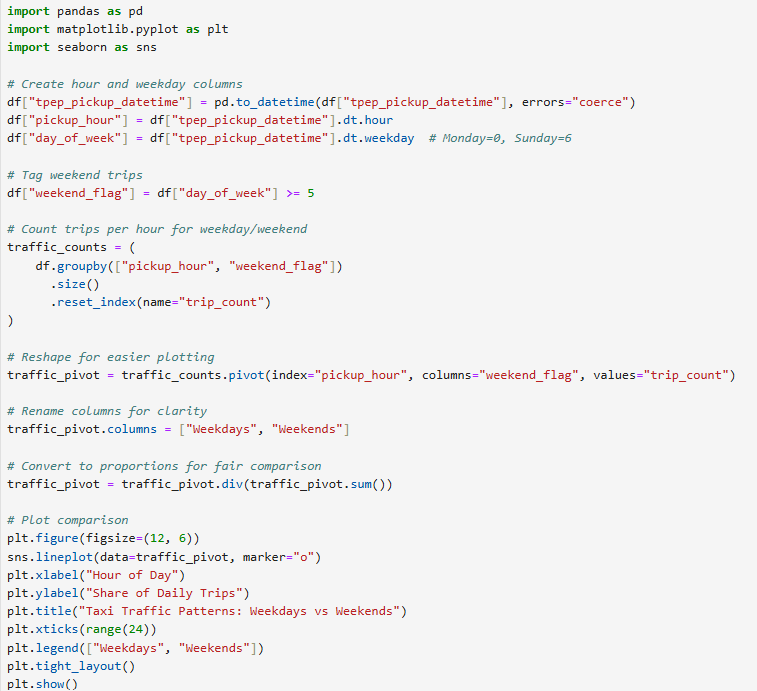 import pandas as pd
import matplotlib.pyplot as plt
import seaborn as sns

# Create hour and weekday columns
df["tpep_pickup_datetime"] = pd.to_datetime(df["tpep_pickup_datetime"], errors="coerce")
df["pickup_hour"] = df["tpep_pickup_datetime"].dt.hour
df["day_of_week"] = df["tpep_pickup_datetime"].dt.weekday  # Monday=0, Sunday=6

# Tag weekend trips
df["weekend_flag"] = df["day_of_week"] >= 5

# Count trips per hour for weekday/weekend
traffic_counts = (
    df.groupby(["pickup_hour", "weekend_flag"])
      .size()
      .reset_index(name="trip_count")
)

# Reshape for easier plotting
traffic_pivot = traffic_counts.pivot(index="pickup_hour", columns="weekend_flag", values="trip_count")

# Rename columns for clarity
traffic_pivot.columns = ["Weekdays", "Weekends"]

# Convert to proportions for fair comparison
traffic_pivot = traffic_pivot.div(traffic_pivot.sum())

# Plot comparison
plt.figure(figsize=(12, 6))
sns.lineplot(data=traffic_pivot, marker="o")
plt.xlabel("Hour of Day")
plt.ylabel("Share of Daily Trips")
plt.title("Taxi Traffic Patterns: Weekdays vs Weekends")
plt.xticks(range(24))
plt.legend(["Weekdays", "Weekends"])
plt.tight_layout()
plt.show()